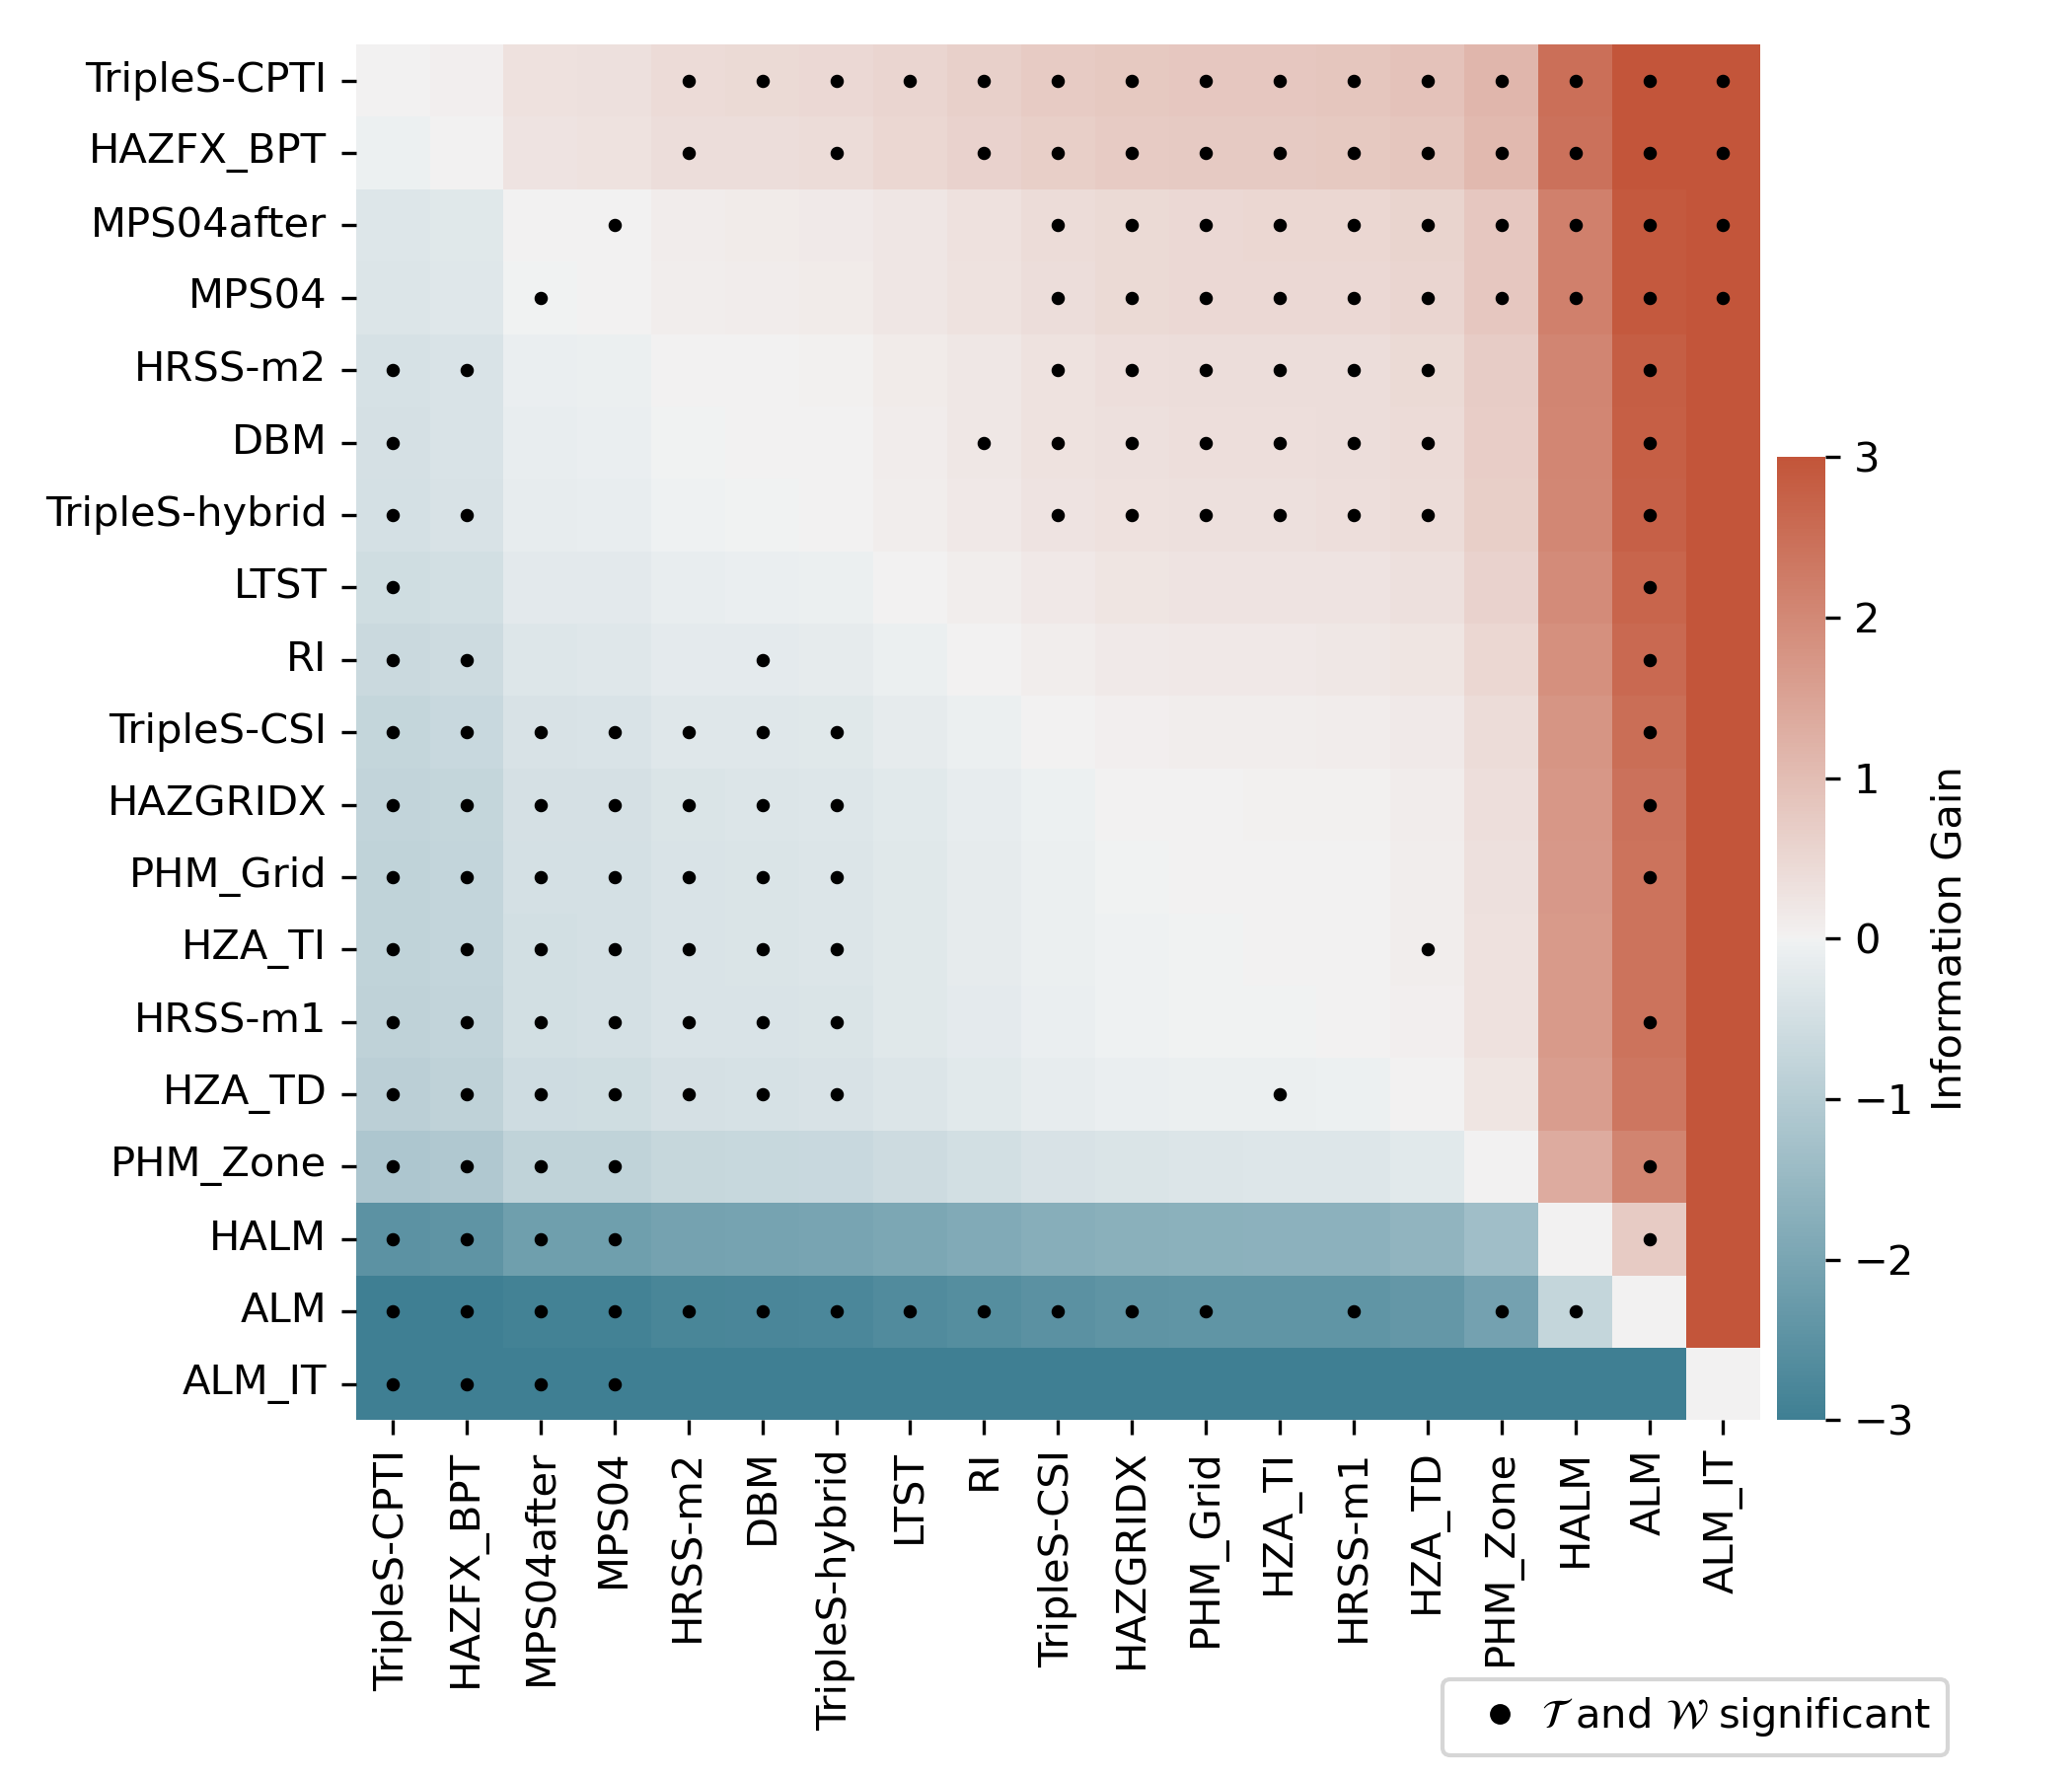 TripleS-CPTI
HAZFX_BPT
MPS04after
MPS04
HRSS-m2
DBM
TripleS-hybrid
LTST
RI
TripleS-CSI
HAZGRIDX
PHM_Grid
HZA_TI
HRSS-m1
HZA_TD
PHM_Zone
HALM
ALM
ALM_IT
TripleS-CPTI
HAZFX_BPT
MPS04after
MPS04
HRSS-m2
DBM
TripleS-hybrid
LTST
RI
TripleS-CSI
HAZGRIDX
PHM_Grid
HZA_TI
HRSS-m1
HZA_TD
PHM_Zone
HALM
ALM
ALM_IT
3
2
1
0
−1
−2
−3
Information Gain
𝒯 and 𝒲 significant